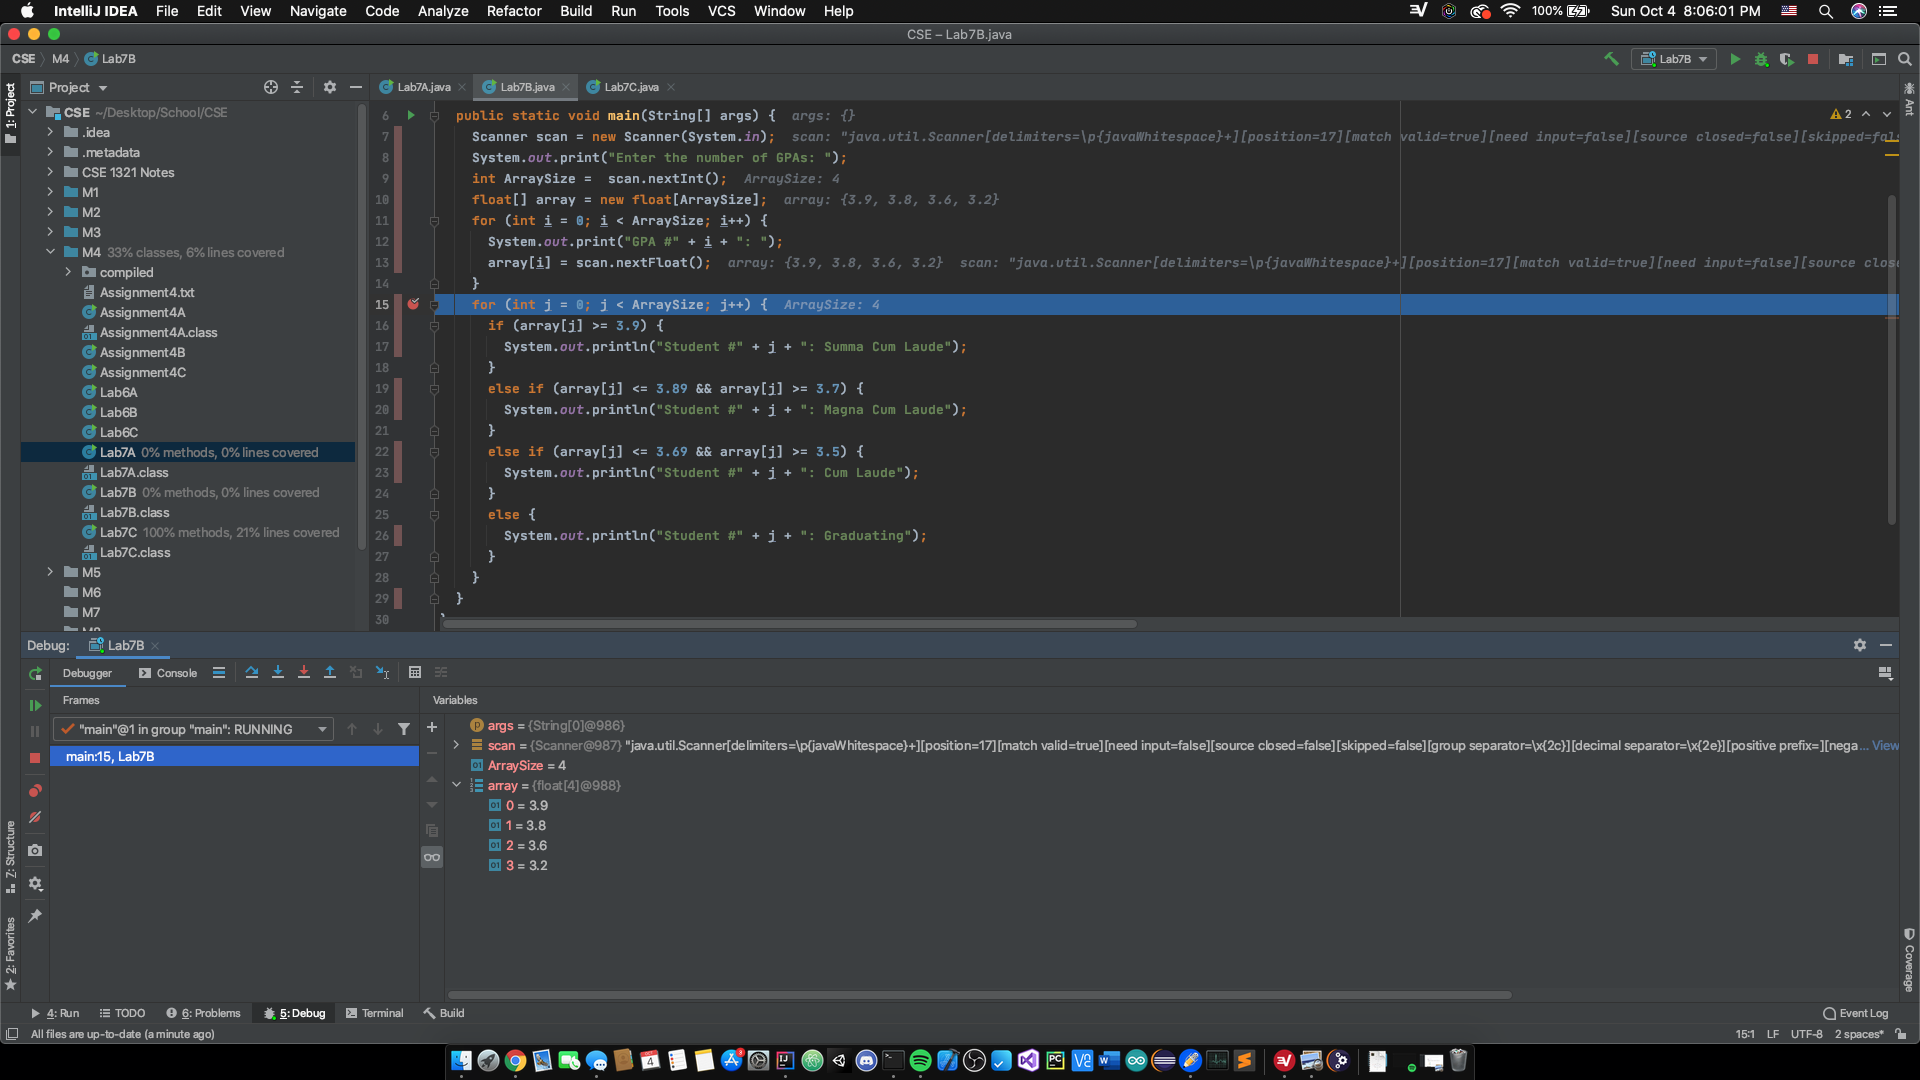 IntelliJ IDEA File Edit View Navigate Code Analyze Refactor Build Run Tools VCS Window Help 100% Sun Oct 4 8:06:01 PM
CSE – Lab7B.java
CSE M4 Lab7B Lab7B
Project Lab7A.java Lab7B.java Lab7C.java
1: Project
Ant
CSE ~/Desktop/School/CSE
.idea
.metadata
CSE 1321 Notes
M1
M2
M3
M4 33% classes, 6% lines covered
compiled
Assignment4.txt
Assignment4A
Assignment4A.class
Assignment4B
Assignment4C
Lab6A
Lab6B
Lab6C
Lab7A 0% methods, 0% lines covered
Lab7A.class
Lab7B 0% methods, 0% lines covered
Lab7B.class
Lab7C 100% methods, 21% lines covered
Lab7C.class
M5
M6
M7
2
6 public static void main(String[] args) { args: {}
7 Scanner scan = new Scanner(System.in); scan: "java.util.Scanner[delimiters=\p{javaWhitespace}+][position=17][match valid=true][need input=false][source closed=false][skipped=fal
8 System.out.print("Enter the number of GPAs: ");
9 int ArraySize = scan.nextInt(); ArraySize: 4
10 float[] array = new float[ArraySize]; array: {3.9, 3.8, 3.6, 3.2}
11 for (int i = 0; i < ArraySize; i++) {
12 System.out.print("GPA #" + i + ": ");
13 array[i] = scan.nextFloat(); array: {3.9, 3.8, 3.6, 3.2} scan: "java.util.Scanner[delimiters=\p{javaWhitespace}+][position=17][match valid=true][need input=false][source clos
14 }
15 for (int j = 0; j < ArraySize; j++) { ArraySize: 4
16 if (array[j] >= 3.9) {
17 System.out.println("Student #" + j + ": Summa Cum Laude");
18 }
19 else if (array[j] <= 3.89 && array[j] >= 3.7) {
20 System.out.println("Student #" + j + ": Magna Cum Laude");
21 }
22 else if (array[j] <= 3.69 && array[j] >= 3.5) {
23 System.out.println("Student #" + j + ": Cum Laude");
24 }
25 else {
26 System.out.println("Student #" + j + ": Graduating");
27 }
28 }
29 }
30
Debug: Lab7B
Debugger Console
Frames Variables
"main"@1 in group "main": RUNNING
main:15, Lab7B
args = {String[0]@986}
scan = {Scanner@987} "java.util.Scanner[delimiters=\p{javaWhitespace}+][position=17][match valid=true][need input=false][source closed=false][skipped=false][group separator=\x{2c}][decimal separator=\x{2e}][positive prefix=][nega... View
ArraySize = 4
array = {float[4]@988}
0 = 3.9
1 = 3.8
2 = 3.6
3 = 3.2
Z: Structure
2: Favorites
Coverage
4: Run TODO 6: Problems 5: Debug Terminal Build Event Log
All files are up-to-date (a minute ago) 15:1 LF UTF-8 2 spaces*